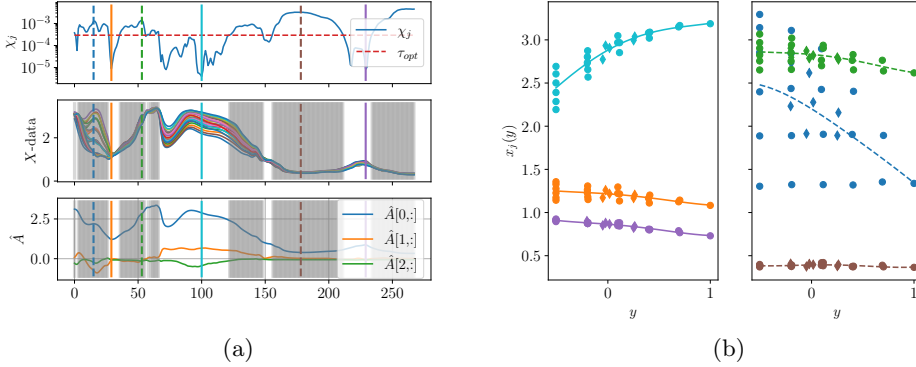 10⁻³
10⁻⁴
10⁻⁵
χⱼ
χⱼ
τₒₚₜ
2
0
X-data
2.5
0.0
Â
Â[0,:]
Â[1,:]
Â[2,:]
0 50 100 150 200 250
(a)
3.0
2.5
2.0
1.5
1.0
0.5
xⱼ(y)
0 1
y
0 1
y
(b)